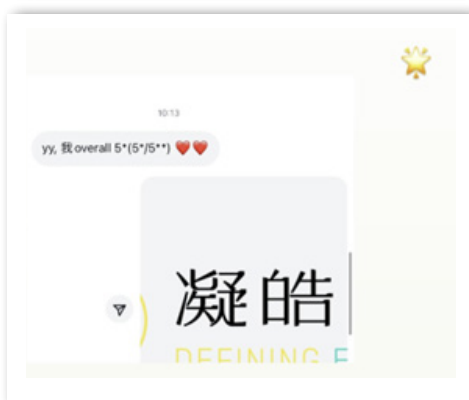 10:13
yy, 我overall 5*(5*/5**) ❤️❤️
凝皓
DEFINING E